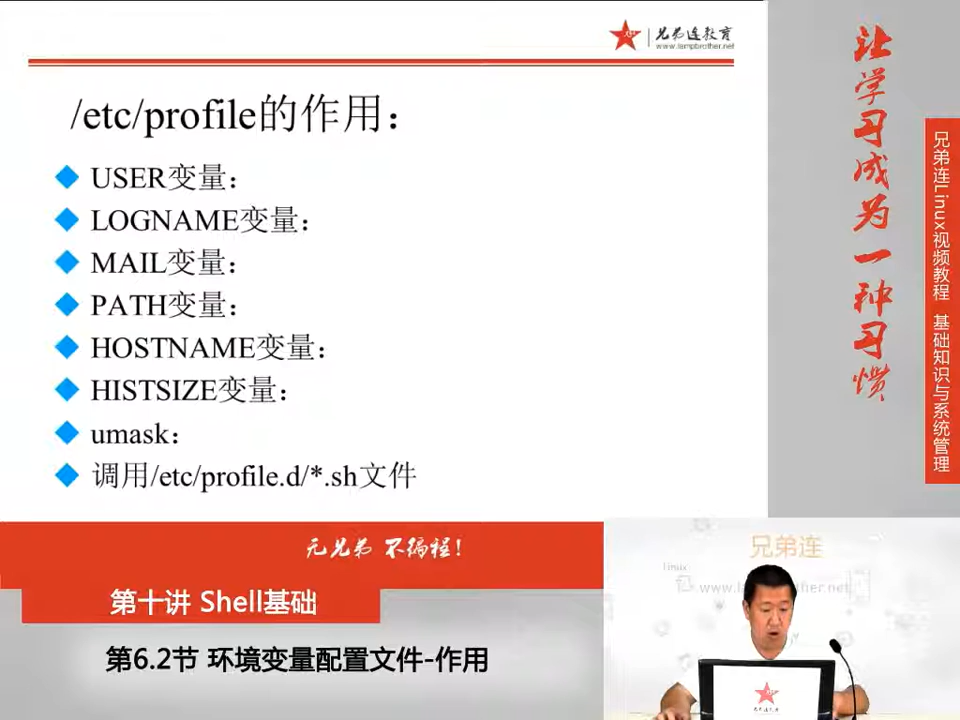 兄弟连教育
www.lampbrother.net
/etc/profile的作用：
USER变量：
LOGNAME变量：
MAIL变量：
PATH变量：
HOSTNAME变量：
HISTSIZE变量：
umask：
调用/etc/profile.d/*.sh文件
让学习成为一种习惯
兄弟连Linux视频教程 基础知识与系统管理
无兄弟 不编程！
第十讲 Shell基础
第6.2节 环境变量配置文件-作用
兄弟连
linux